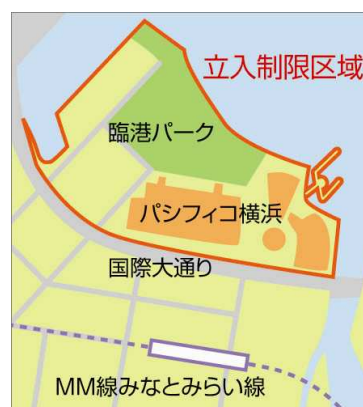 立入制限区域
臨港パーク
パシフィコ横浜
国際大通り
MM線みなとみらい線